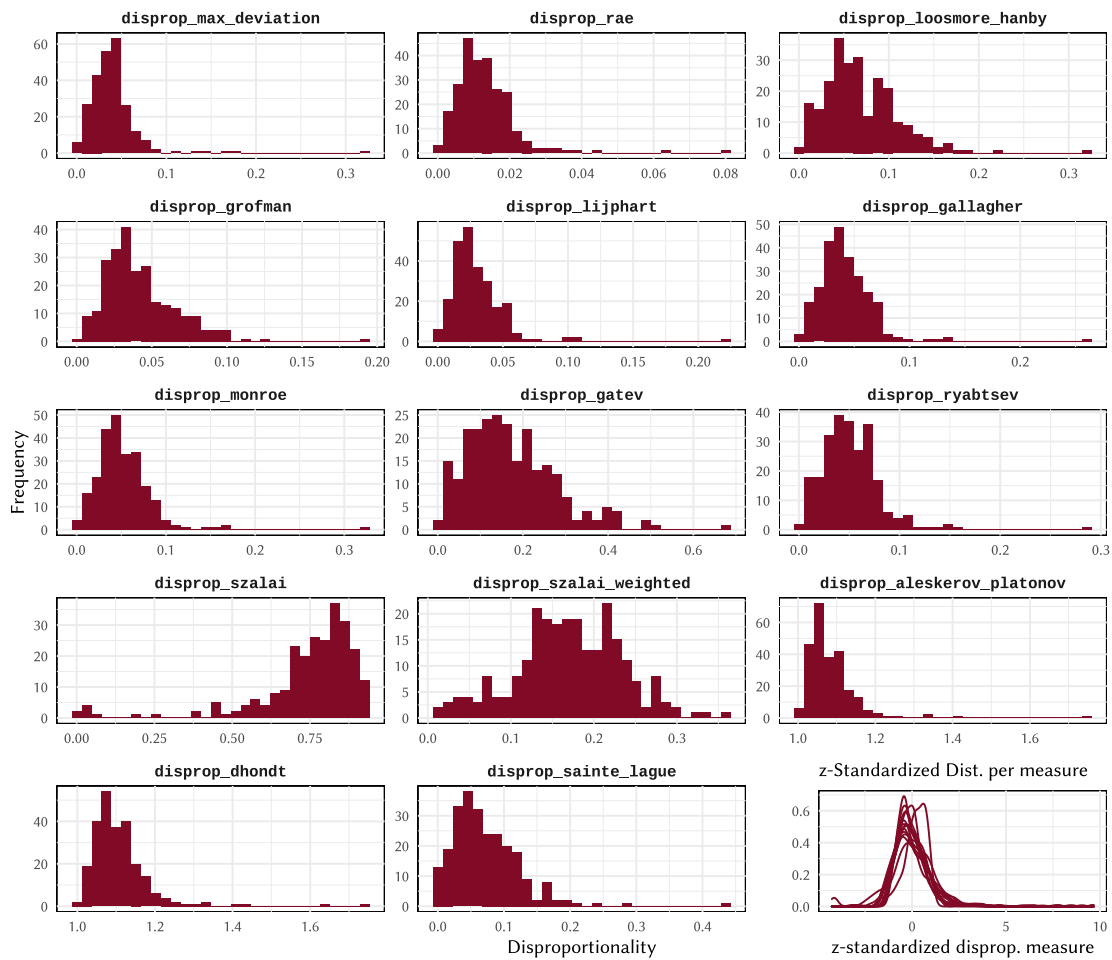 disprop_max_deviation
disprop_rae
disprop_loosmore_hanby
60
40
20
0
0.0 0.1 0.2 0.3
40
30
20
10
0
0.00 0.02 0.04 0.06 0.08
30
20
10
0
0.0 0.1 0.2 0.3
disprop_grofman
disprop_lijphart
disprop_gallagher
40
30
20
10
0
0.00 0.05 0.10 0.15 0.20
40
20
0
0.00 0.05 0.10 0.15 0.20
50
40
30
20
10
0
0.0 0.1 0.2
disprop_monroe
disprop_gatev
disprop_ryabtsev
Frequency
50
40
30
20
10
0
0.0 0.1 0.2 0.3
25
20
15
10
5
0
0.0 0.2 0.4 0.6
40
30
20
10
0
0.0 0.1 0.2 0.3
disprop_szalai
disprop_szalai_weighted
disprop_aleskerov_platonov
30
20
10
0
0.00 0.25 0.50 0.75
20
15
10
5
0
0.0 0.1 0.2 0.3
60
40
20
0
1.0 1.2 1.4 1.6
disprop_dhondt
disprop_sainte_lague
z-Standardized Dist. per measure
40
20
0
1.0 1.2 1.4 1.6
30
20
10
0
0.0 0.1 0.2 0.3 0.4
0.6
0.4
0.2
0.0
0 5 10
Disproportionality
z-standardized disprop. measure